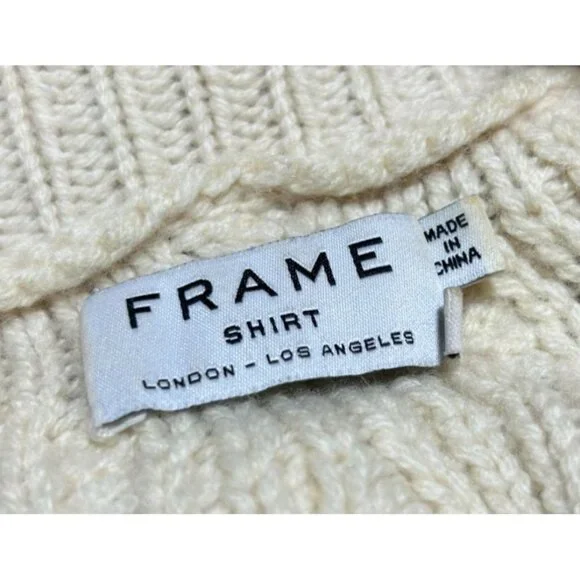 FRAME
SHIRT
LONDON - LOS ANGELES
MADE
IN
CHINA